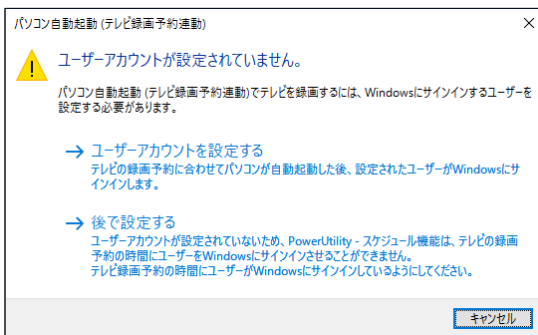 パソコン自動起動 (テレビ録画予約連動)
ユーザーアカウントが設定されていません。
パソコン自動起動 (テレビ録画予約連動)でテレビを録画するには、Windowsにサインインするユーザーを
設定する必要があります。
→ ユーザーアカウントを設定する
テレビの録画予約に合わせてパソコンが自動起動した後、設定されたユーザーがWindowsにサ
インインします。
→ 後で設定する
ユーザーアカウントが設定されていないため、PowerUtility - スケジュール機能は、テレビの録画
予約の時間にユーザーをWindowsにサインインさせることができません。
テレビ録画予約の時間にユーザーがWindowsにサインインしているようにしてください。
キャンセル